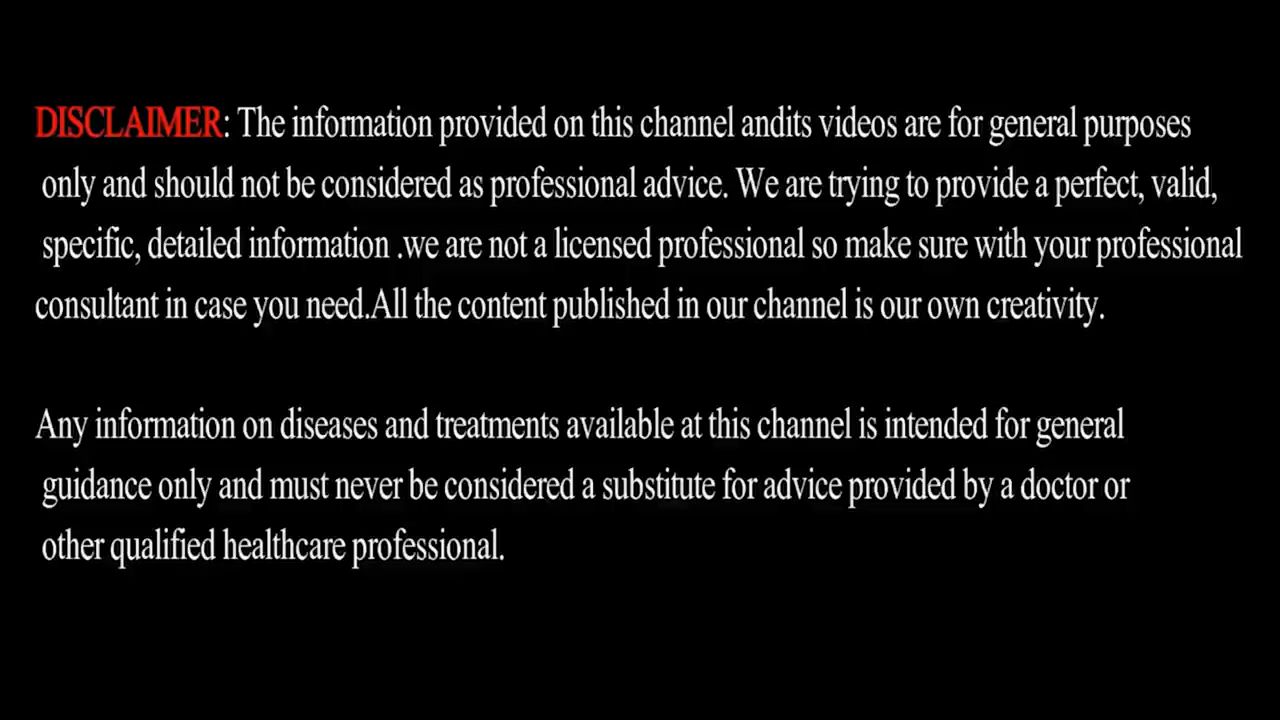 DISCLAIMER: The information provided on this channel andits videos are for general purposes
only and should not be considered as professional advice. We are trying to provide a perfect, valid,
specific, detailed information .we are not a licensed professional so make sure with your professional
consultant in case you need.All the content published in our channel is our own creativity.
Any information on diseases and treatments available at this channel is intended for general
guidance only and must never be considered a substitute for advice provided by a doctor or
other qualified healthcare professional.